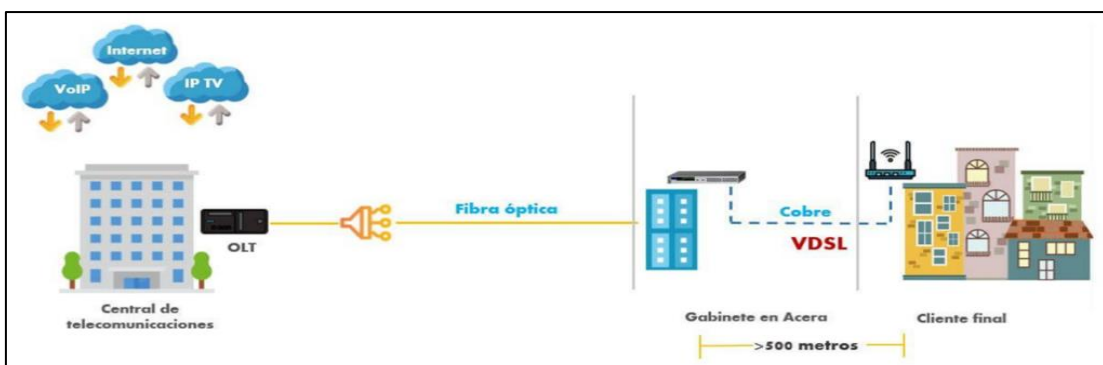 Internet
VoIP
IP TV
OLT
Fibra óptica
Cobre
VDSL
Central de
telecomunicaciones
Gabinete en Acera
Cliente final
>500 metros